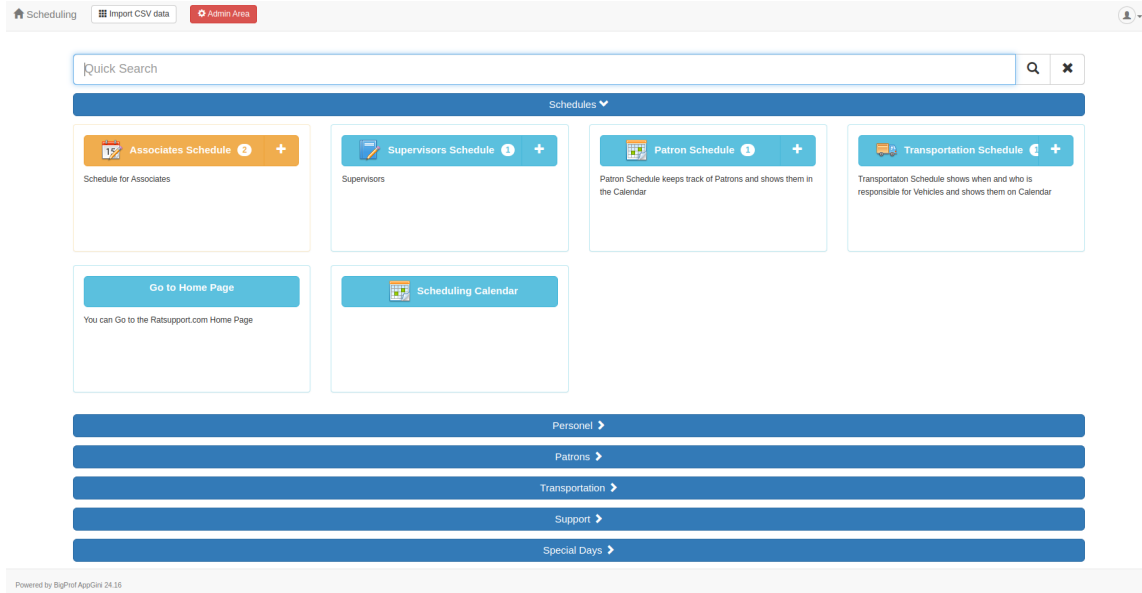 Scheduling Import CSV data Admin Area
Quick Search
Schedules
Associates Schedule 2 +
Schedule for Associates
Supervisors Schedule 1 +
Supervisors
Patron Schedule 1 +
Patron Schedule keeps track of Patrons and shows them in
the Calendar
Transportation Schedule 1 +
Transportaton Schedule shows when and who is
responsible for Vehicles and shows them on Calendar
Go to Home Page
You can Go to the Ratsupport.com Home Page
Scheduling Calendar
Personel
Patrons
Transportation
Support
Special Days
Powered by BigProf AppGini 24.16